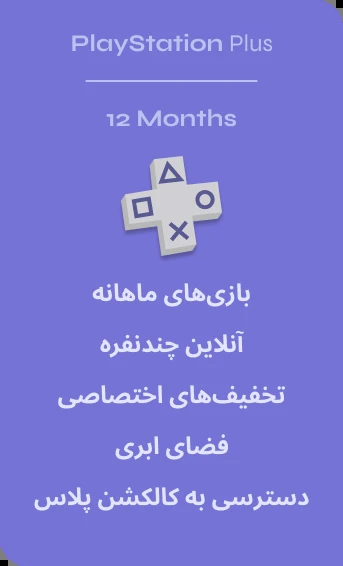 PlayStation Plus
12 Months
بازی‌های ماهانه
آنلاین چندنفره
تخفیف‌های اختصاصی
فضای ابری
دسترسی به کالکشن پلاس